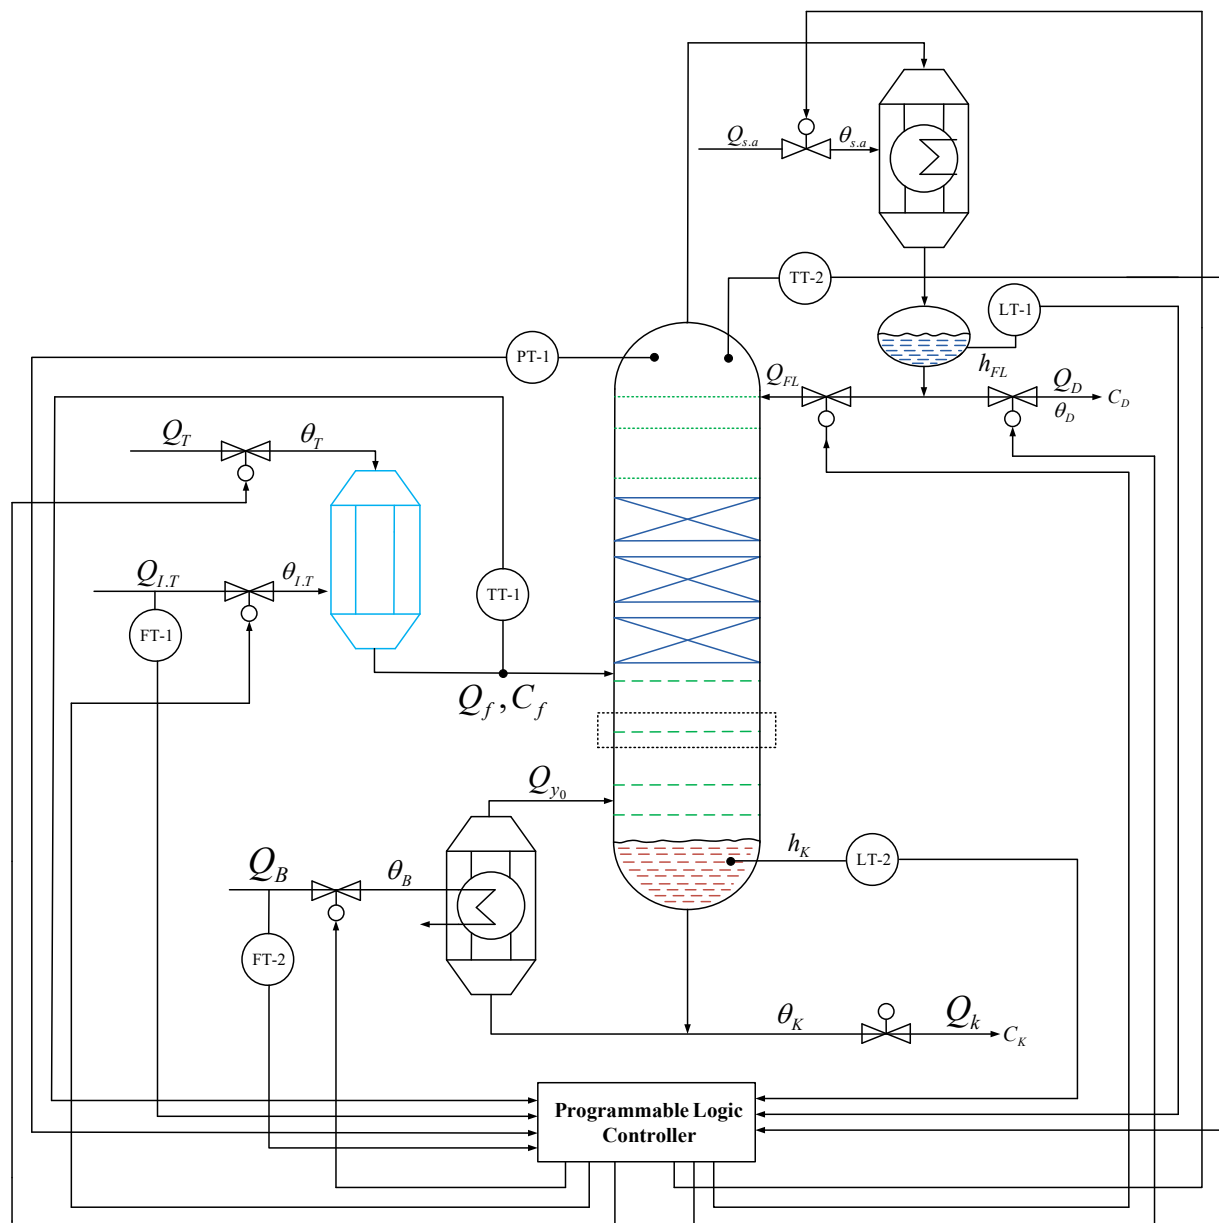 Q_{s.a}
θ_{s.a}
TT-2
LT-1
PT-1
h_{FL}
Q_{FL}
Q_D
θ_D
C_D
Q_T
θ_T
Q_{I.T}
θ_{I.T}
TT-1
FT-1
Q_f, C_f
Q_{y_0}
h_K
LT-2
Q_B
θ_B
FT-2
θ_K
Q_k
C_K
Programmable Logic
Controller